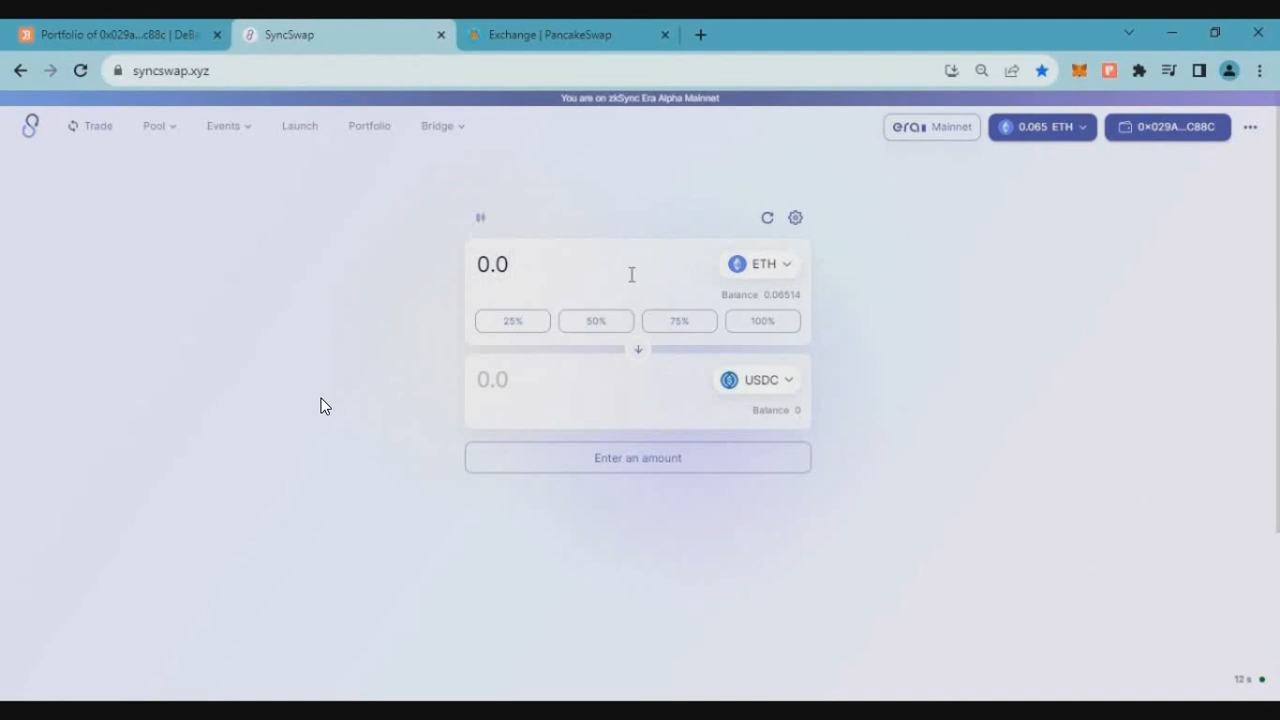 Portfolio of 0x029a...c88c | DeBa
SyncSwap
Exchange | PancakeSwap
syncswap.xyz
You are on zkSync Era Alpha Mainnet
Trade
Pool
Events
Launch
Portfolio
Bridge
era Mainnet
0.065 ETH
0x029A...C88C
0.0
ETH
Balance 0.06514
25%
50%
75%
100%
0.0
USDC
Balance 0
Enter an amount
12 s